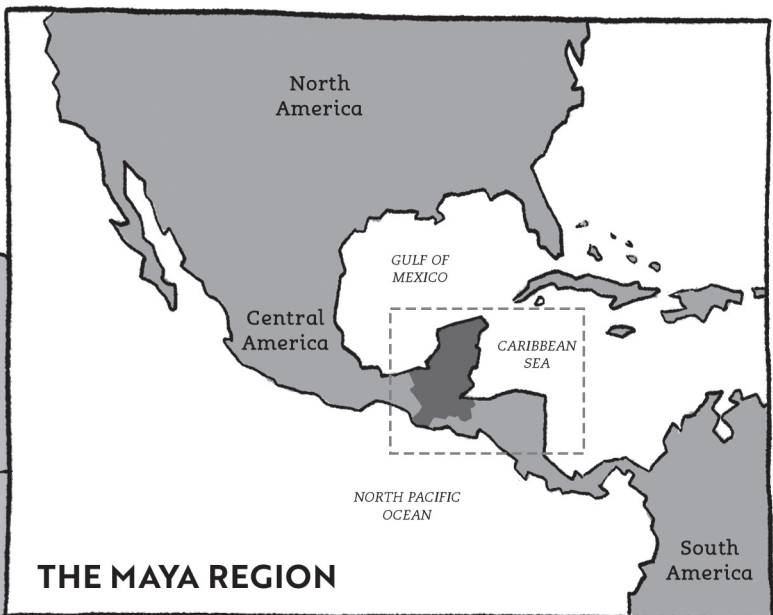 North
America
GULF OF
MEXICO
Central
America
CARIBBEAN
SEA
NORTH PACIFIC
OCEAN
South
America
THE MAYA REGION